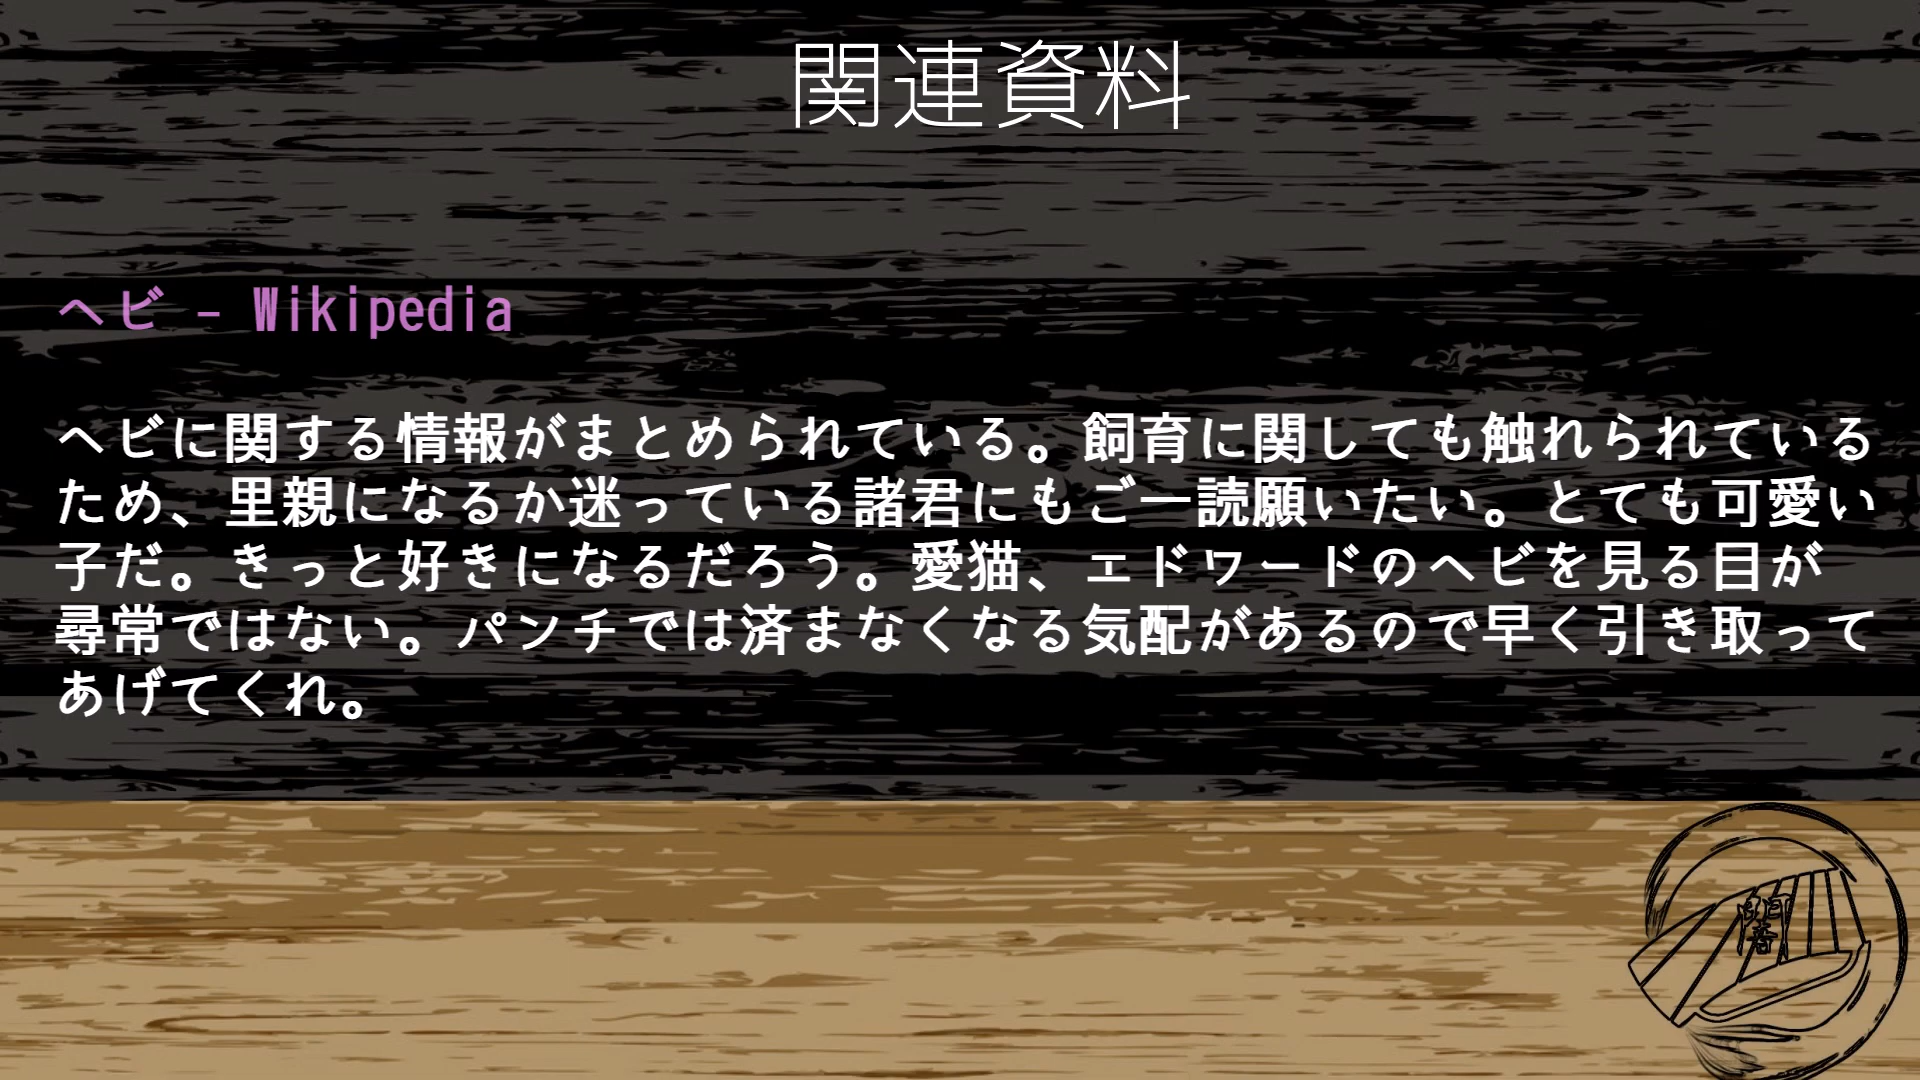 関連資料
ヘビ - Wikipedia
ヘビに関する情報がまとめられている。飼育に関しても触れられている
ため、里親になるか迷っている諸君にもご一読願いたい。とても可愛い
子だ。きっと好きになるだろう。愛猫、エドワードのヘビを見る目が
尋常ではない。パンチでは済まなくなる気配があるので早く引き取って
あげてくれ。